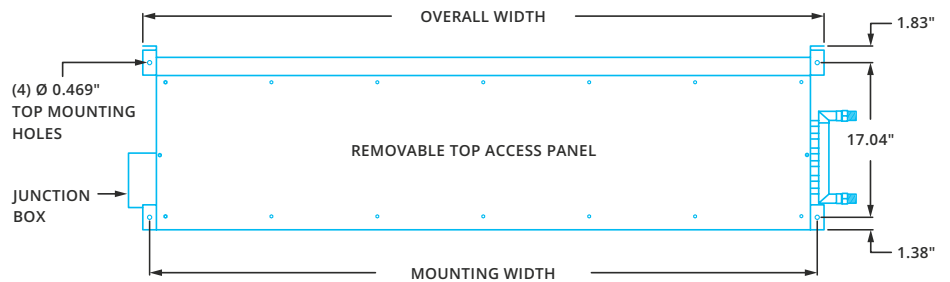 OVERALL WIDTH
1.83"
(4) Ø 0.469"
TOP MOUNTING
HOLES
17.04"
REMOVABLE TOP ACCESS PANEL
JUNCTION
BOX
1.38"
MOUNTING WIDTH